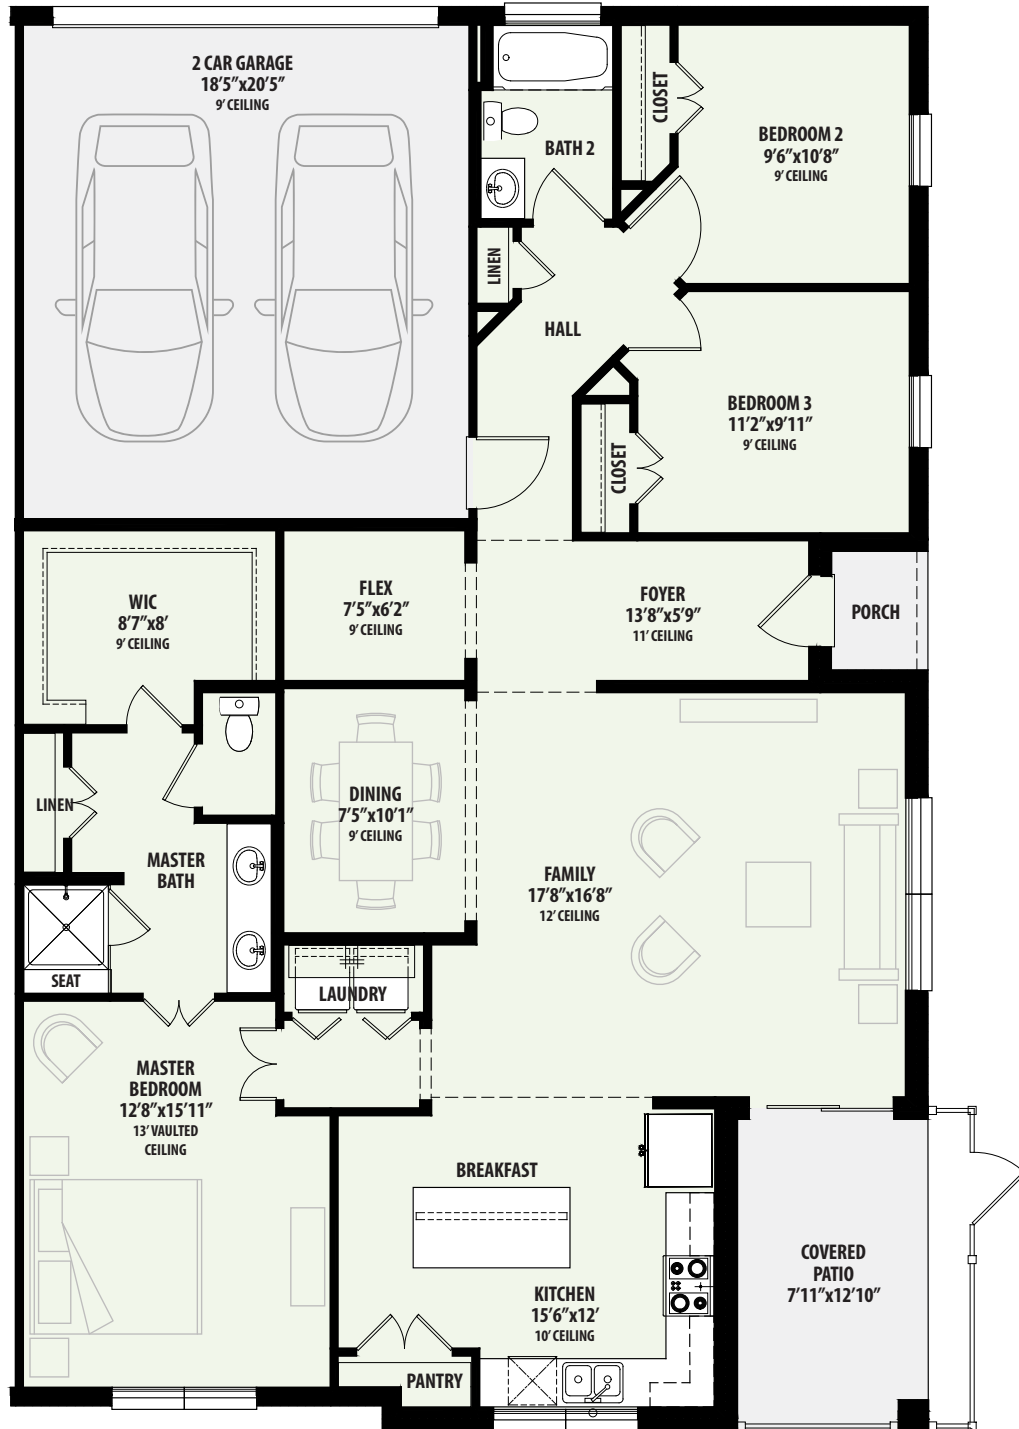 2 CAR GARAGE
18’5”x20’5”
9’ CEILING
BATH 2
CLOSET
BEDROOM 2
9’6”x10’8”
9’ CEILING
LINEN
HALL
BEDROOM 3
11’2”x9’11”
9’ CEILING
CLOSET
WIC
8’7”x8’
9’ CEILING
FLEX
7’5”x6’2”
9’ CEILING
FOYER
13’8”x5’9”
11’ CEILING
PORCH
LINEN
DINING
7’5”x10’1”
9’ CEILING
MASTER
BATH
FAMILY
17’8”x16’8”
12’ CEILING
SEAT
LAUNDRY
MASTER
BEDROOM
12’8”x15’11”
13’ VAULTED
CEILING
BREAKFAST
KITCHEN
15’6”x12’
10’ CEILING
COVERED
PATIO
7’11”x12’10”
PANTRY